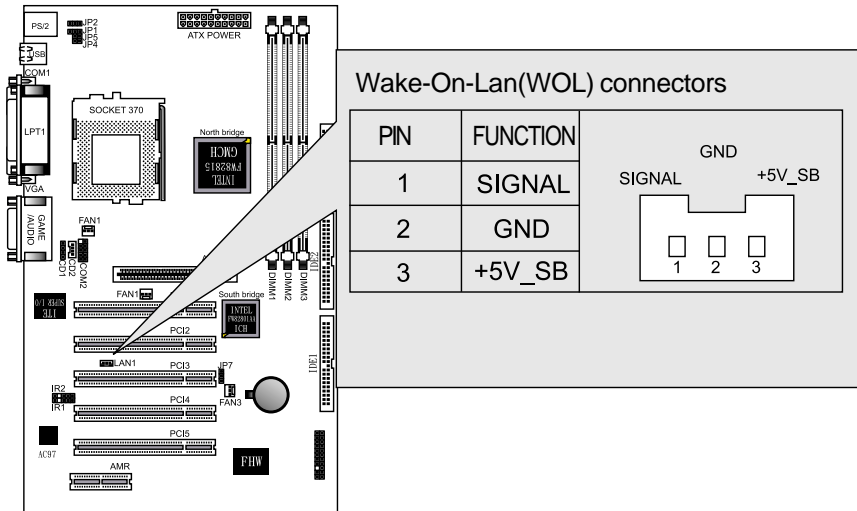 PS/2
JP2
JP1
JP5
JP4
ATX POWER
USB
COM1
SOCKET 370
LPT1
North bridge
INTEL
FW82815
GMCH
VGA
GAME
/AUDIO
FAN1
CD1
CD2
COM2
DIMM1
DIMM2
DIMM3
IDE2
FAN1
South bridge
ITE
SUPER I/O
INTEL
FW82801AA
ICH
PCI2
LAN1
PCI3
JP7
IDE1
IR2
IR1
PCI4
FAN3
PCI5
AC97
FHW
AMR
Wake-On-Lan(WOL) connectors
PIN FUNCTION
1 SIGNAL
2 GND
3 +5V_SB
GND
SIGNAL +5V_SB
1 2 3